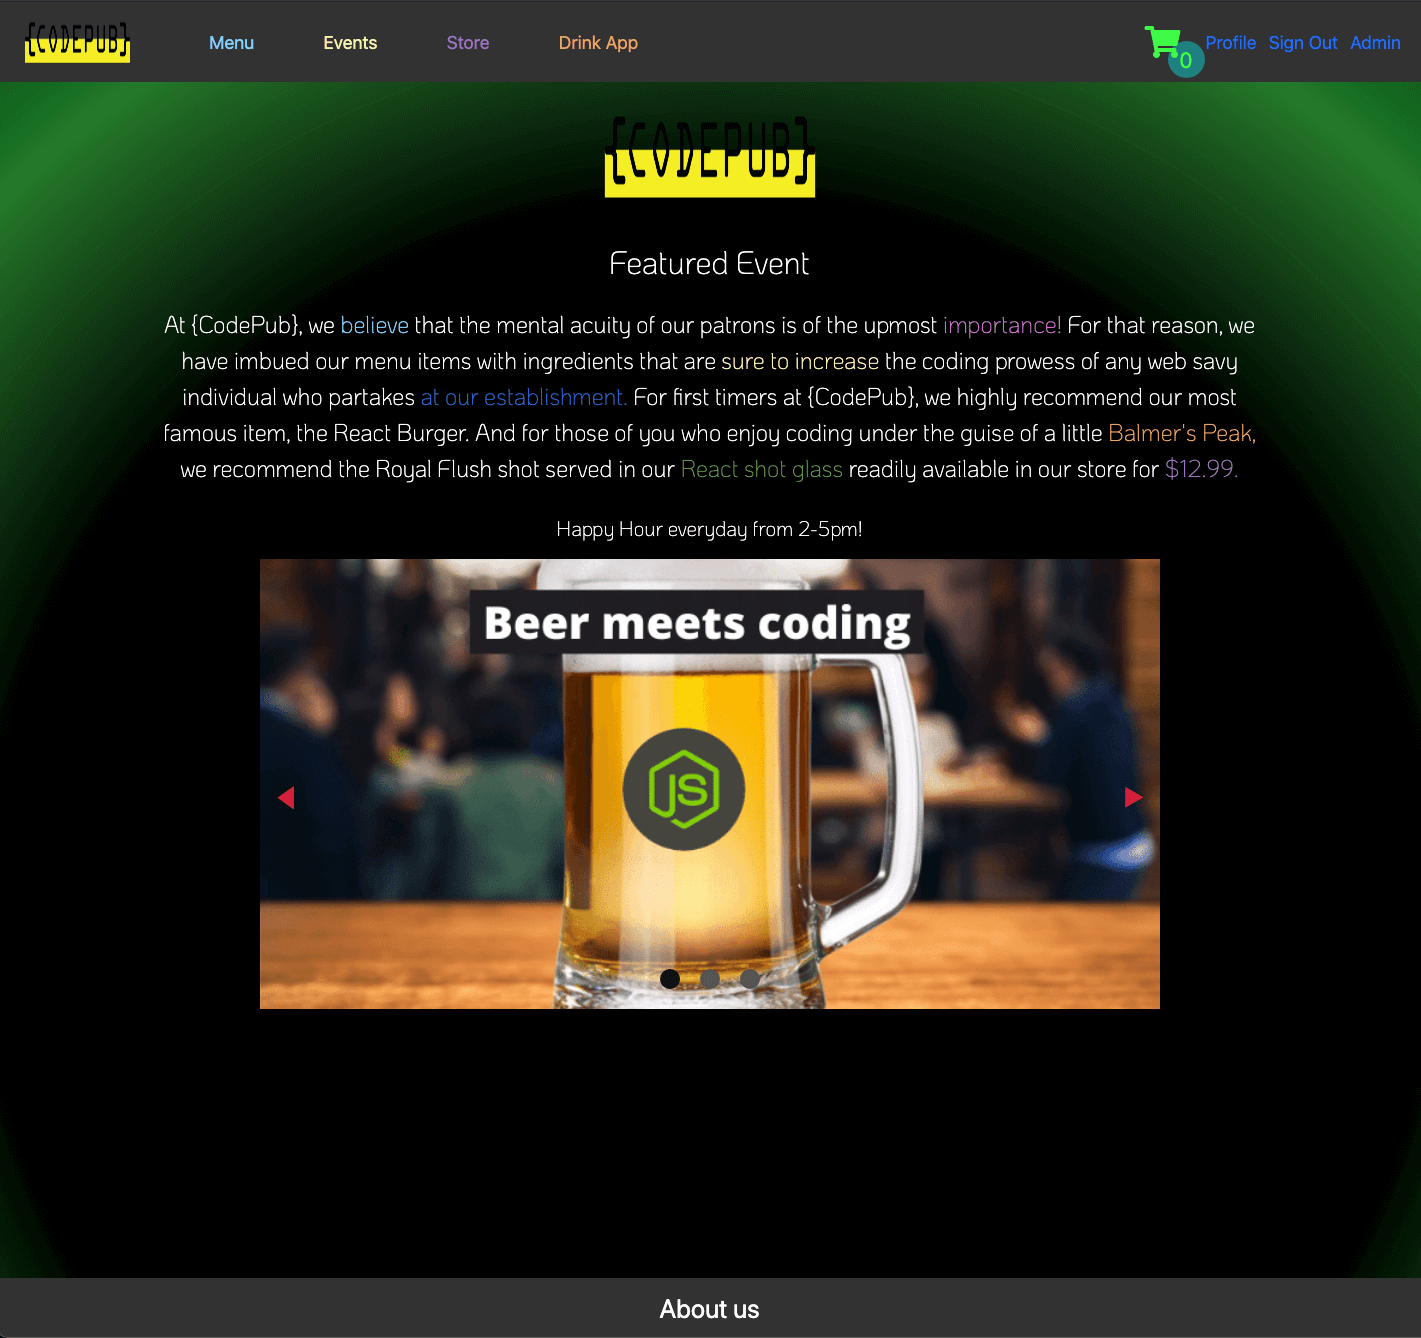 {CODEPUB}
Menu Events Store Drink App
0 Profile Sign Out Admin
{CODEPUB}
Featured Event
At {CodePub}, we believe that the mental acuity of our patrons is of the upmost importance! For that reason, we
have imbued our menu items with ingredients that are sure to increase the coding prowess of any web savy
individual who partakes at our establishment. For first timers at {CodePub}, we highly recommend our most
famous item, the React Burger. And for those of you who enjoy coding under the guise of a little Balmer's Peak,
we recommend the Royal Flush shot served in our React shot glass readily available in our store for $12.99.
Happy Hour everyday from 2-5pm!
Beer meets coding
JS
About us